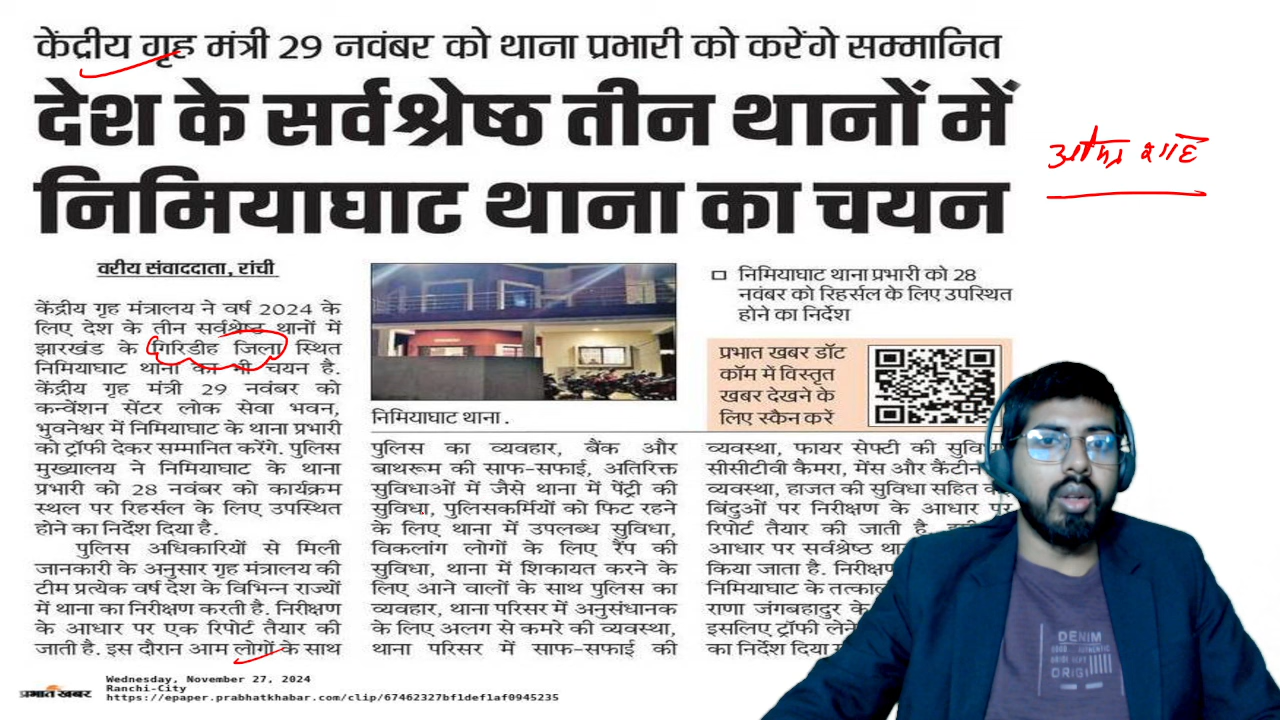 केंद्रीय गृह मंत्री 29 नवंबर को थाना प्रभारी को करेंगे सम्मानित
देश के सर्वश्रेष्ठ तीन थानों में
निमियाघाट थाना का चयन
अमित शाह
वरीय संवाददाता, रांची
केंद्रीय गृह मंत्रालय ने वर्ष 2024 के
लिए देश के तीन सर्वश्रेष्ठ थानों में
झारखंड के गिरिडीह जिला स्थित
निमियाघाट थाना का भी चयन है.
केंद्रीय गृह मंत्री 29 नवंबर को
कन्वेंशन सेंटर लोक सेवा भवन,
भुवनेश्वर में निमियाघाट के थाना प्रभारी
को ट्रॉफी देकर सम्मानित करेंगे. पुलिस
मुख्यालय ने निमियाघाट के थाना
प्रभारी को 28 नवंबर को कार्यक्रम
स्थल पर रिहर्सल के लिए उपस्थित
होने का निर्देश दिया है.
पुलिस अधिकारियों से मिली
जानकारी के अनुसार गृह मंत्रालय की
टीम प्रत्येक वर्ष देश के विभिन्न राज्यों
में थाना का निरीक्षण करती है. निरीक्षण
के आधार पर एक रिपोर्ट तैयार की
जाती है. इस दौरान आम लोगों के साथ
निमियाघाट थाना .
पुलिस का व्यवहार, बैंक और
बाथरूम की साफ-सफाई, अतिरिक्त
सुविधाओं में जैसे थाना में पेंट्री की
सुविधा, पुलिसकर्मियों को फिट रहने
के लिए थाना में उपलब्ध सुविधा,
विकलांग लोगों के लिए रैंप की
सुविधा, थाना में शिकायत करने के
लिए आने वालों के साथ पुलिस का
व्यवहार, थाना परिसर में अनुसंधानक
के लिए अलग से कमरे की व्यवस्था,
थाना परिसर में साफ-सफाई की
निमियाघाट थाना प्रभारी को 28
नवंबर को रिहर्सल के लिए उपस्थित
होने का निर्देश
प्रभात खबर डॉट
कॉम में विस्तृत
खबर देखने के
लिए स्कैन करें
व्यवस्था, फायर सेफ्टी की
सीसीटीवी कैमरा, मेंस और कैंटीन
व्यवस्था, हाजत की सुविधा सहित
बिंदुओं पर निरीक्षण के आधार पर
रिपोर्ट तैयार की जाती है.
आधार पर सर्वश्रेष्ठ
किया जाता है.
निमियाघाट के
राणा जंगबहादुर के
इसलिए ट्रॉफी
का निर्देश दिया
प्रभात खबर
Wednesday, November 27, 2024
Ranchi-City
https://epaper.prabhatkhabar.com/clip/67462327bf1def1af0945235
DENIM
ORIG